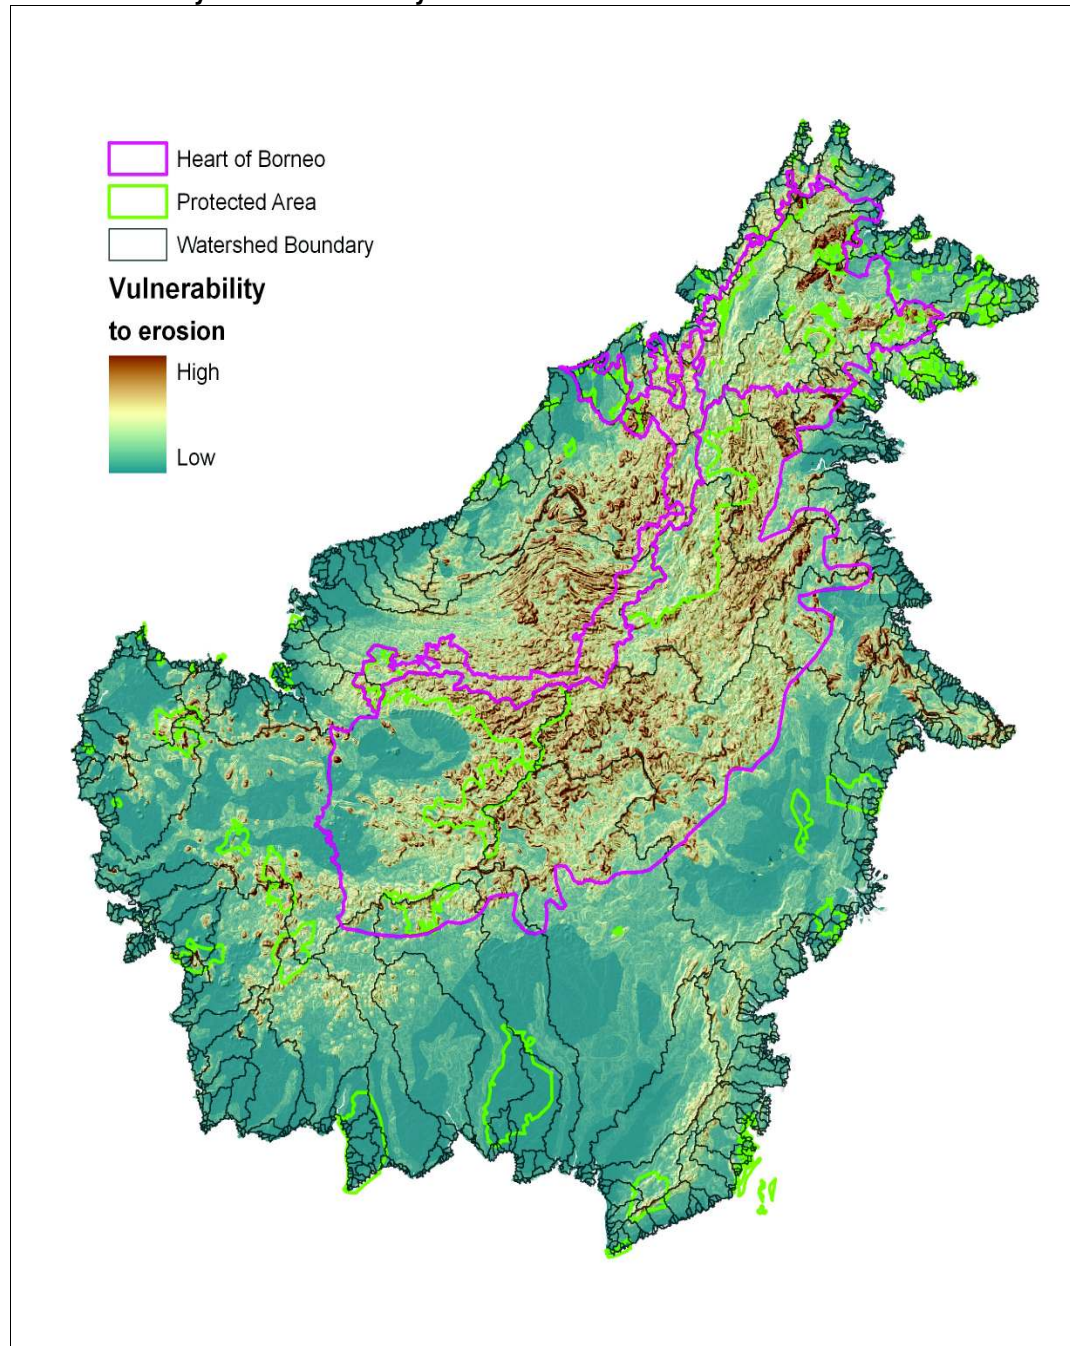 Heart of Borneo
Protected Area
Watershed Boundary
Vulnerability
to erosion
High
Low